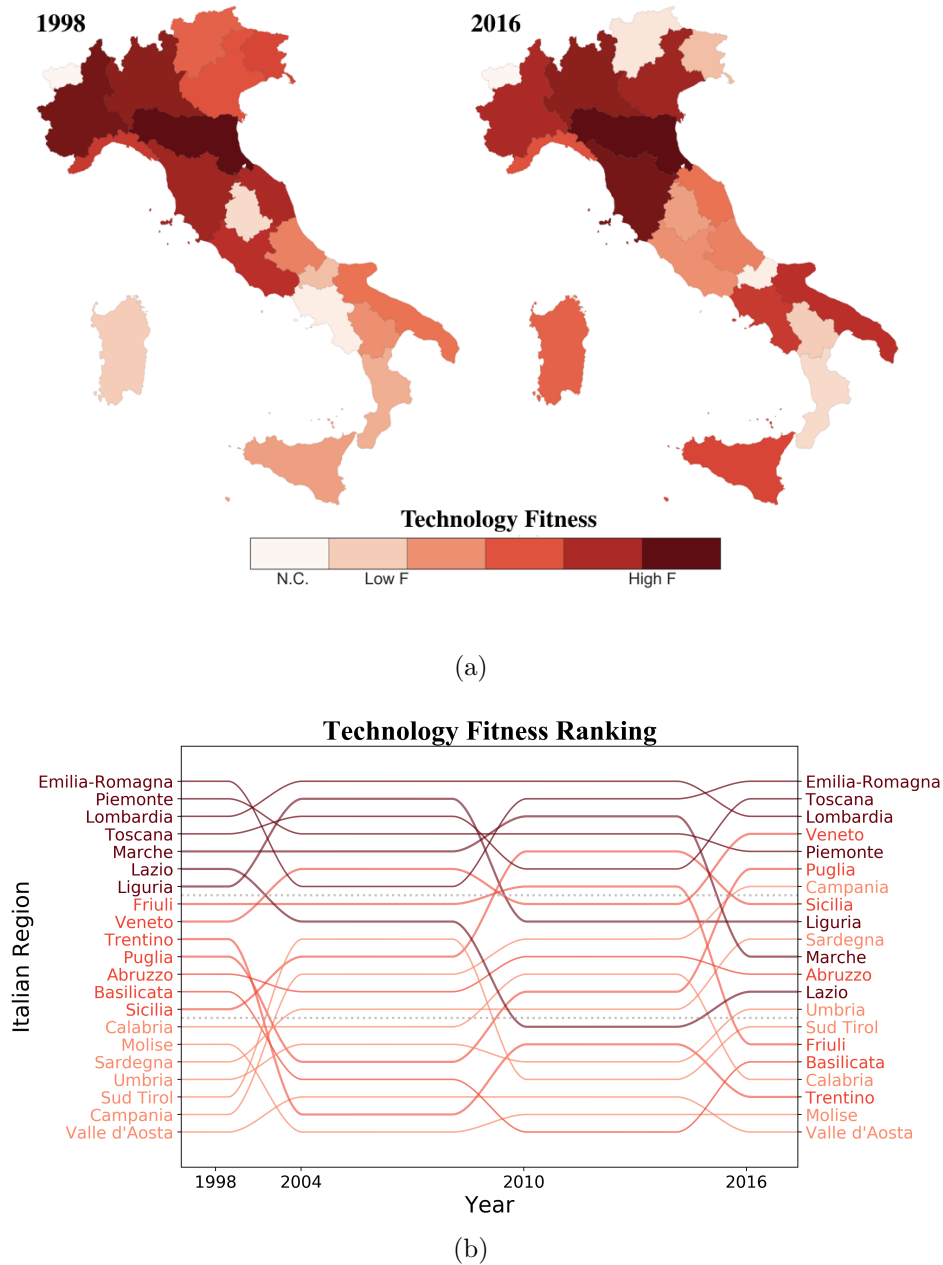 1998
2016
Technology Fitness
N.C.
Low F
High F
(a)
Technology Fitness Ranking
Emilia-Romagna
Piemonte
Lombardia
Toscana
Marche
Lazio
Liguria
Friuli
Veneto
Trentino
Puglia
Abruzzo
Basilicata
Sicilia
Calabria
Molise
Sardegna
Umbria
Sud Tirol
Campania
Valle d'Aosta
Emilia-Romagna
Toscana
Lombardia
Veneto
Piemonte
Puglia
Campania
Sicilia
Liguria
Sardegna
Marche
Abruzzo
Lazio
Umbria
Sud Tirol
Friuli
Basilicata
Calabria
Trentino
Molise
Valle d'Aosta
Italian Region
1998
2004
2010
2016
Year
(b)